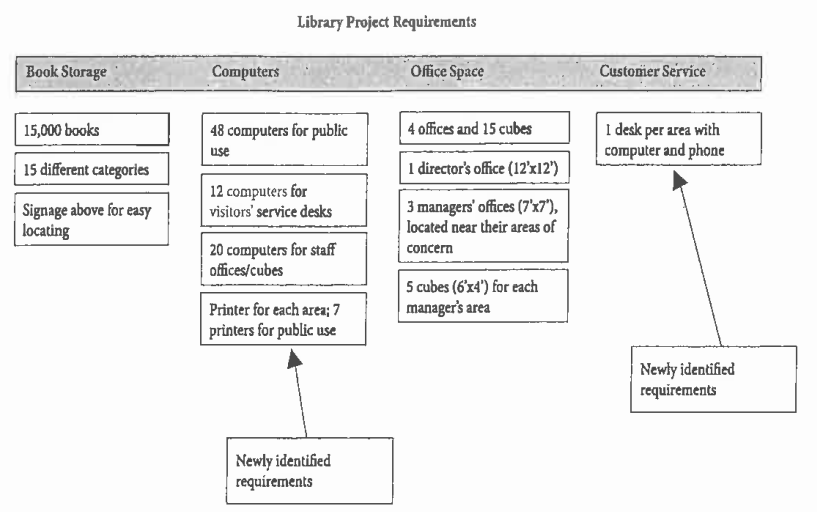 Library Project Requirements
Book Storage
Computers
Office Space
Customer Service
15,000 books
15 different categories
Signage above for easy
locating
48 computers for public
use
12 computers for
visitors' service desks
20 computers for staff
offices/cubes
Printer for each area; 7
printers for public use
4 offices and 15 cubes
1 director's office (12'x12')
3 managers' offices (7'x7'),
located near their areas of
concern
5 cubes (6'x4') for each
manager's area
1 desk per area with
computer and phone
Newly identified
requirements
Newly identified
requirements